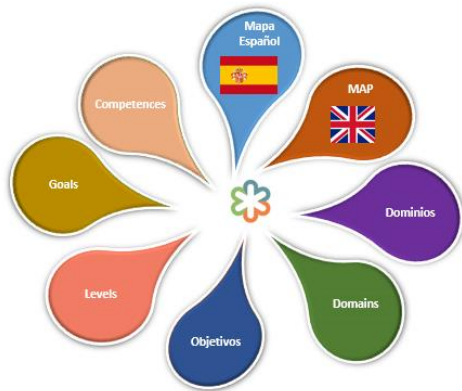 Mapa
Español
MAP
Dominios
Domains
Objetivos
Levels
Goals
Competences